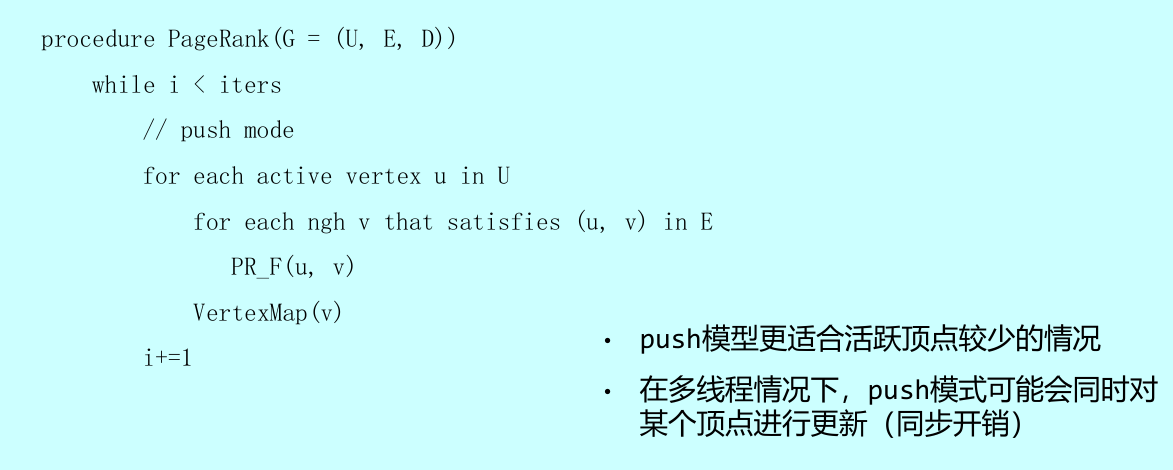 procedure PageRank(G = (U, E, D))
while i < iters
// push mode
for each active vertex u in U
for each ngh v that satisfies (u, v) in E
PR_F(u, v)
VertexMap(v)
i+=1
• push模型更适合活跃顶点较少的情况
• 在多线程情况下，push模式可能会同时对
某个顶点进行更新（同步开销）